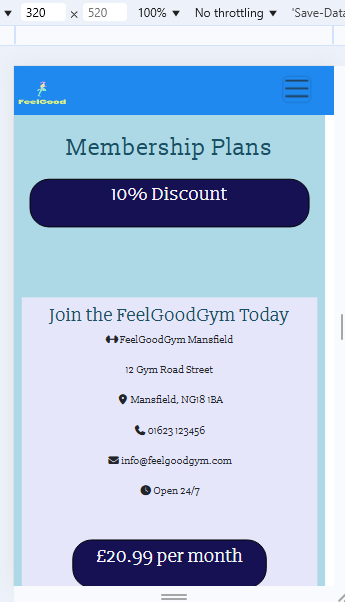 320 × 520 100% No throttling 'Save-Data
FeelGood
Membership Plans
10% Discount
Join the FeelGoodGym Today
FeelGoodGym Mansfield
12 Gym Road Street
Mansfield, NG18 1BA
01623 123456
info@feelgoodgym.com
Open 24/7
£20.99 per month